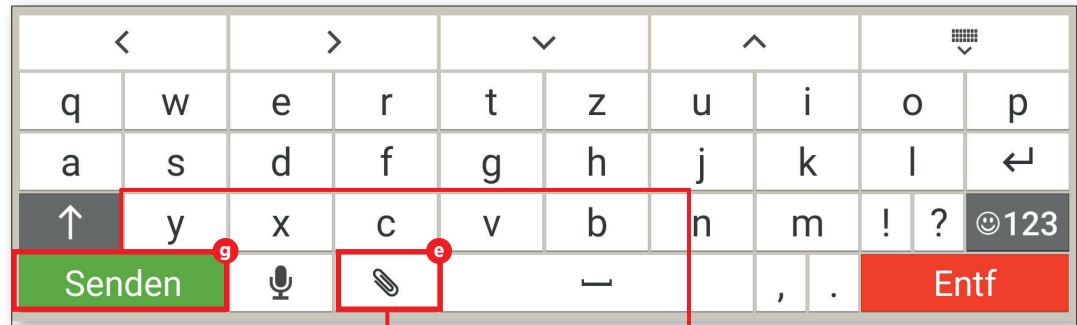 q w e r t z u i o p
a s d f g h j k l
y x c v b n m ! ? 123
g e
Senden , . Entf